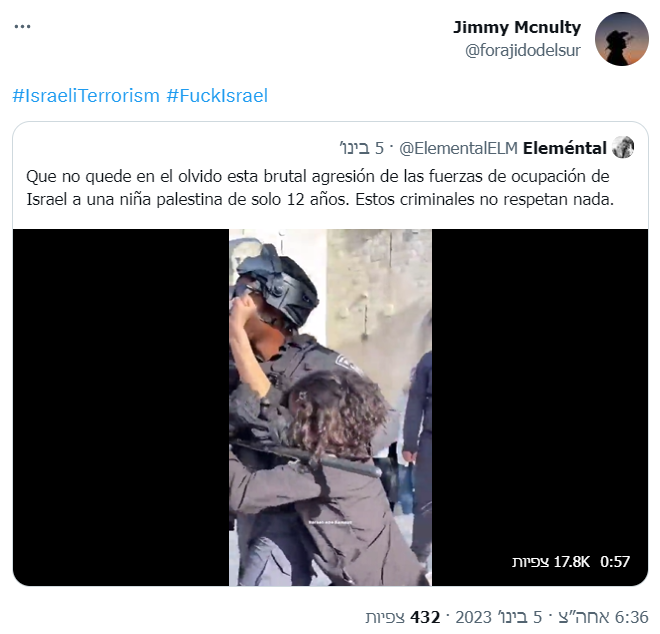 Jimmy Mcnulty
@forajidodelsur
#IsraeliTerrorism #FuckIsrael
Eleméntal @ElementalELM · 5 בינו׳
Que no quede en el olvido esta brutal agresión de las fuerzas de ocupación de
Israel a una niña palestina de solo 12 años. Estos criminales no respetan nada.
0:57 17.8K צפיות
6:36 אחה״צ · 5 בינו׳ 2023 · 432 צפיות